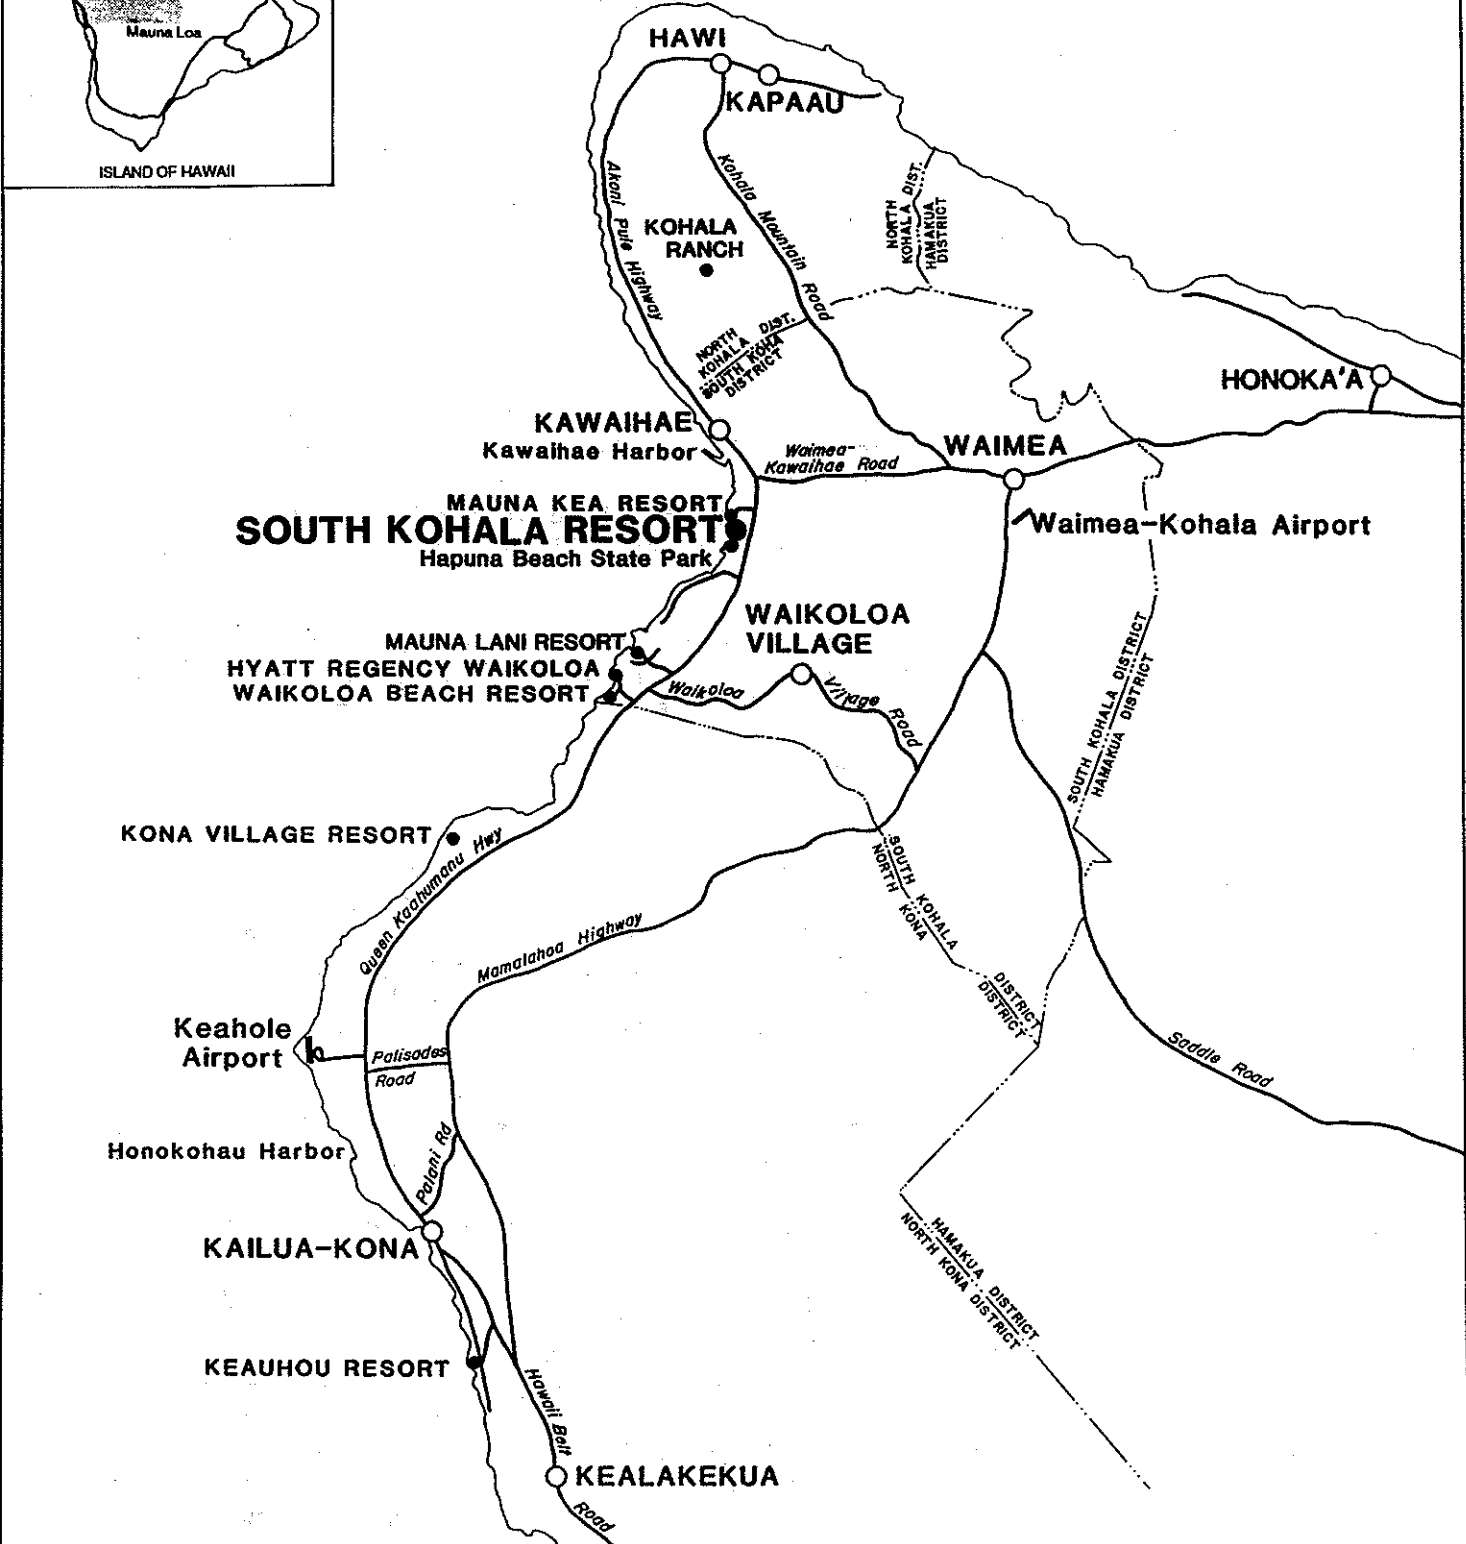 Mauna Loa
ISLAND OF HAWAII
HAWI
KAPAAU
Akoni Pule Highway
Kohala Mountain Road
KOHALA
RANCH
NORTH
KOHALA DIST.
HAMAKUA
DISTRICT
NORTH
KOHALA DIST.
SOUTH KOHA
DISTRICT
HONOKA'A
KAWAIHAE
Kawaihae Harbor
Waimea-
Kawaihae Road
WAIMEA
MAUNA KEA RESORT
SOUTH KOHALA RESORT
Hapuna Beach State Park
Waimea-Kohala Airport
WAIKOLOA
VILLAGE
MAUNA LANI RESORT
HYATT REGENCY WAIKOLOA
WAIKOLOA BEACH RESORT
Waikoloa Village Road
SOUTH KOHALA DISTRICT
HAMAKUA DISTRICT
KONA VILLAGE RESORT
Queen Kaahumanu Hwy
SOUTH KOHALA DISTRICT
NORTH KONA DISTRICT
Mamalahoa Highway
Keahole
Airport
Palisades
Road
Saddle Road
Honokohau Harbor
Palani Rd
KAILUA-KONA
HAMAKUA DISTRICT
NORTH KONA DISTRICT
KEAUHOU RESORT
Hawaii Belt
Road
KEALAKEKUA